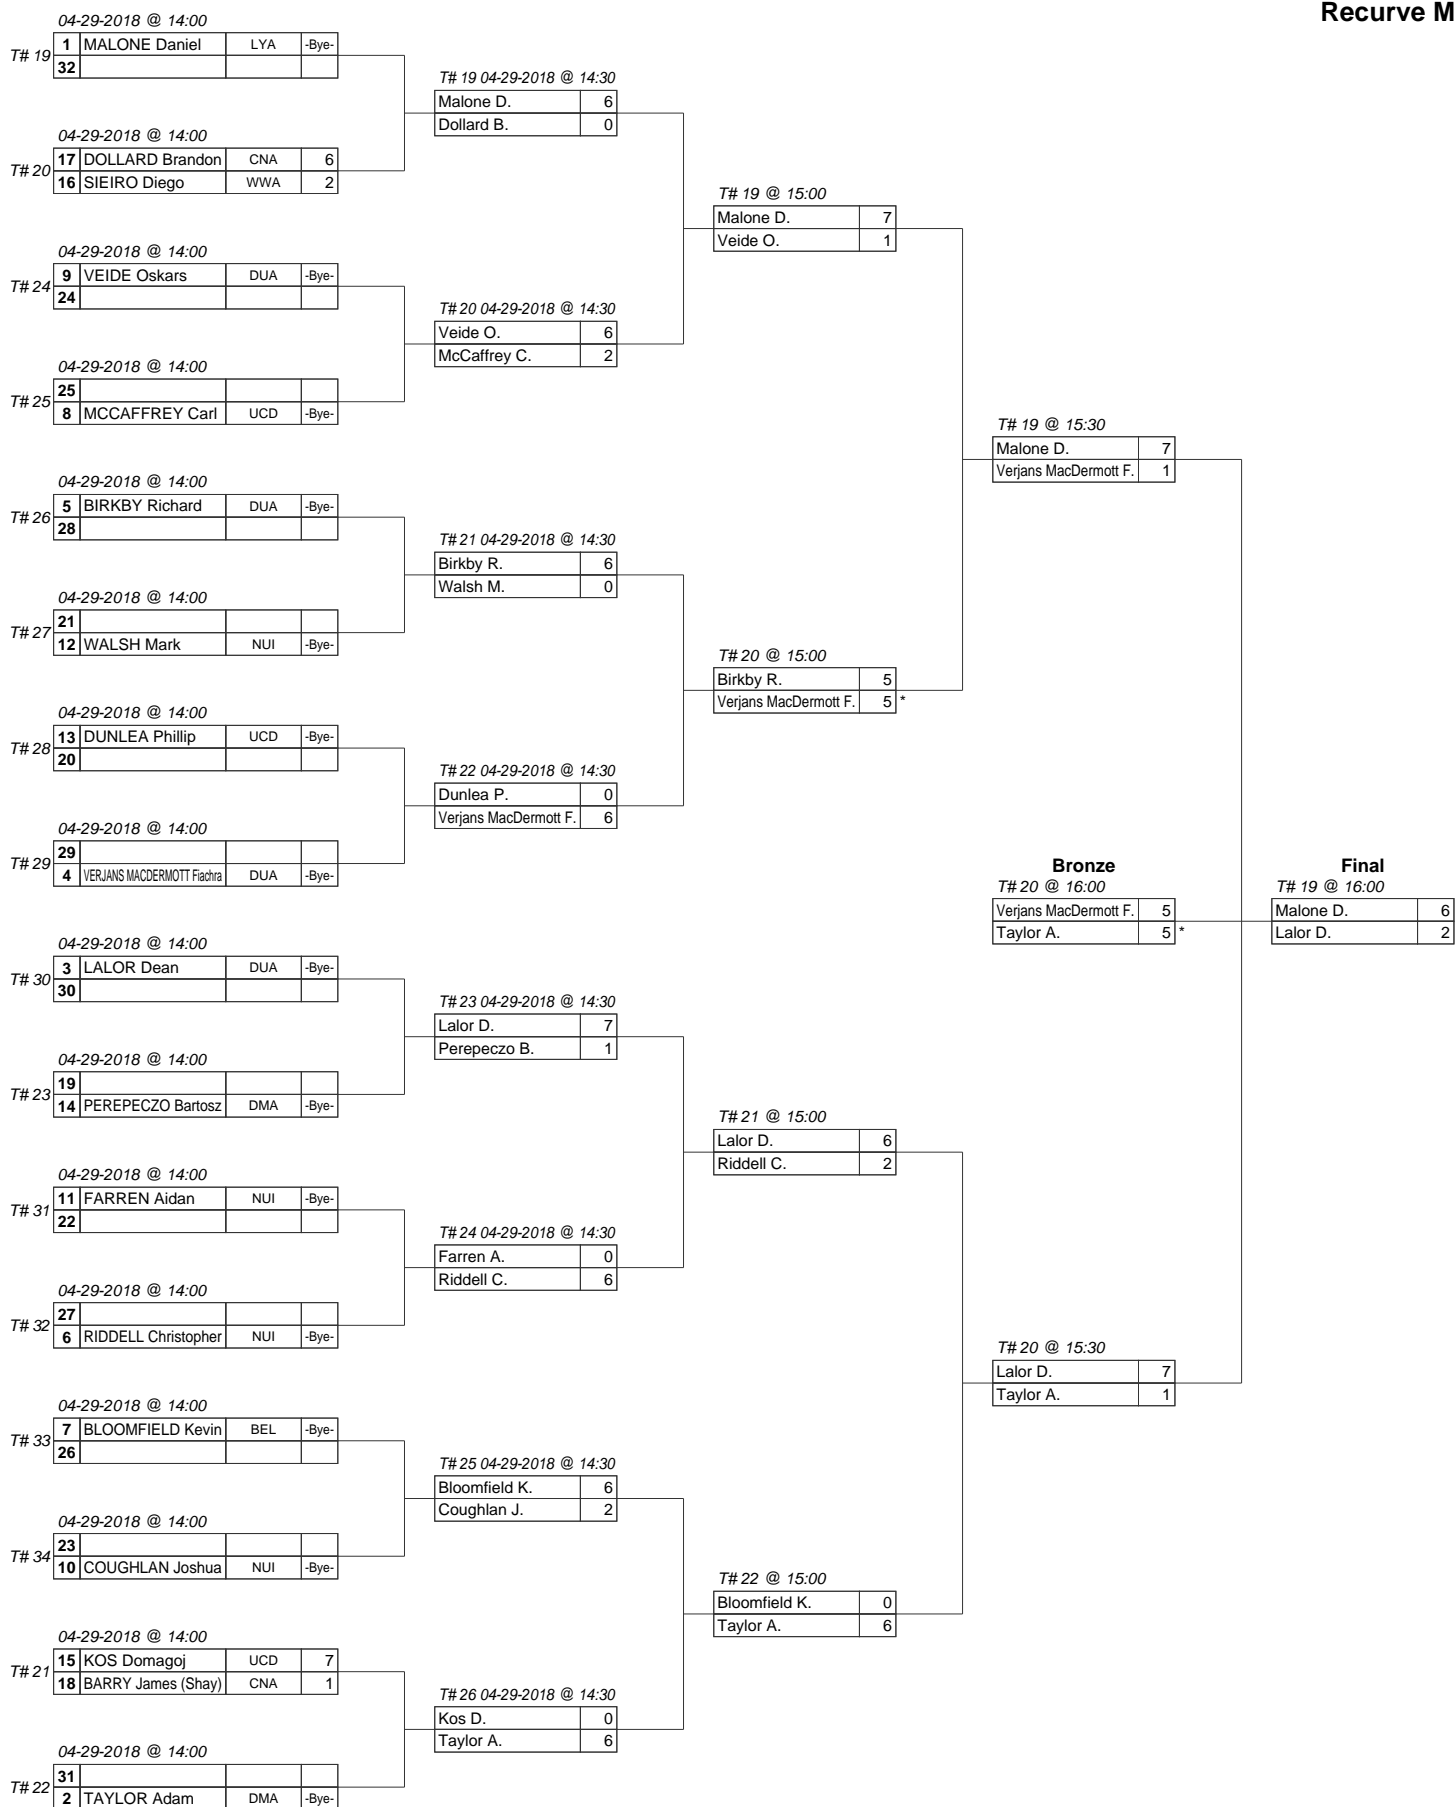 Recurve M
04-29-2018 @ 14:00
T# 19
1 MALONE Daniel LYA -Bye-
32
04-29-2018 @ 14:00
T# 20
17 DOLLARD Brandon CNA 6
16 SIEIRO Diego WWA 2
04-29-2018 @ 14:00
T# 24
9 VEIDE Oskars DUA -Bye-
24
04-29-2018 @ 14:00
T# 25
25
8 MCCAFFREY Carl UCD -Bye-
04-29-2018 @ 14:00
T# 26
5 BIRKBY Richard DUA -Bye-
28
04-29-2018 @ 14:00
T# 27
21
12 WALSH Mark NUI -Bye-
04-29-2018 @ 14:00
T# 28
13 DUNLEA Phillip UCD -Bye-
20
04-29-2018 @ 14:00
T# 29
29
4 VERJANS MACDERMOTT Fiachra DUA -Bye-
04-29-2018 @ 14:00
T# 30
3 LALOR Dean DUA -Bye-
30
04-29-2018 @ 14:00
T# 23
19
14 PEREPECZO Bartosz DMA -Bye-
04-29-2018 @ 14:00
T# 31
11 FARREN Aidan NUI -Bye-
22
04-29-2018 @ 14:00
T# 32
27
6 RIDDELL Christopher NUI -Bye-
04-29-2018 @ 14:00
T# 33
7 BLOOMFIELD Kevin BEL -Bye-
26
04-29-2018 @ 14:00
T# 34
23
10 COUGHLAN Joshua NUI -Bye-
04-29-2018 @ 14:00
T# 21
15 KOS Domagoj UCD 7
18 BARRY James (Shay) CNA 1
04-29-2018 @ 14:00
T# 22
31
2 TAYLOR Adam DMA -Bye-
T# 19 04-29-2018 @ 14:30
Malone D. 6
Dollard B. 0
T# 20 04-29-2018 @ 14:30
Veide O. 6
McCaffrey C. 2
T# 21 04-29-2018 @ 14:30
Birkby R. 6
Walsh M. 0
T# 22 04-29-2018 @ 14:30
Dunlea P. 0
Verjans MacDermott F. 6
T# 23 04-29-2018 @ 14:30
Lalor D. 7
Perepeczo B. 1
T# 24 04-29-2018 @ 14:30
Farren A. 0
Riddell C. 6
T# 25 04-29-2018 @ 14:30
Bloomfield K. 6
Coughlan J. 2
T# 26 04-29-2018 @ 14:30
Kos D. 0
Taylor A. 6
T# 19 @ 15:00
Malone D. 7
Veide O. 1
T# 20 @ 15:00
Birkby R. 5
Verjans MacDermott F. 5 *
T# 21 @ 15:00
Lalor D. 6
Riddell C. 2
T# 22 @ 15:00
Bloomfield K. 0
Taylor A. 6
T# 19 @ 15:30
Malone D. 7
Verjans MacDermott F. 1
T# 20 @ 15:30
Lalor D. 7
Taylor A. 1
Bronze
T# 20 @ 16:00
Verjans MacDermott F. 5
Taylor A. 5 *
Final
T# 19 @ 16:00
Malone D. 6
Lalor D. 2